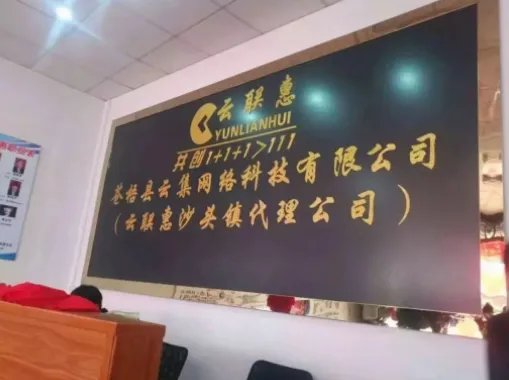 云联惠
YUNLIANHUI
共创1+1+1>111
苍梧县云集网络科技有限公司
（云联惠沙头镇代理公司）